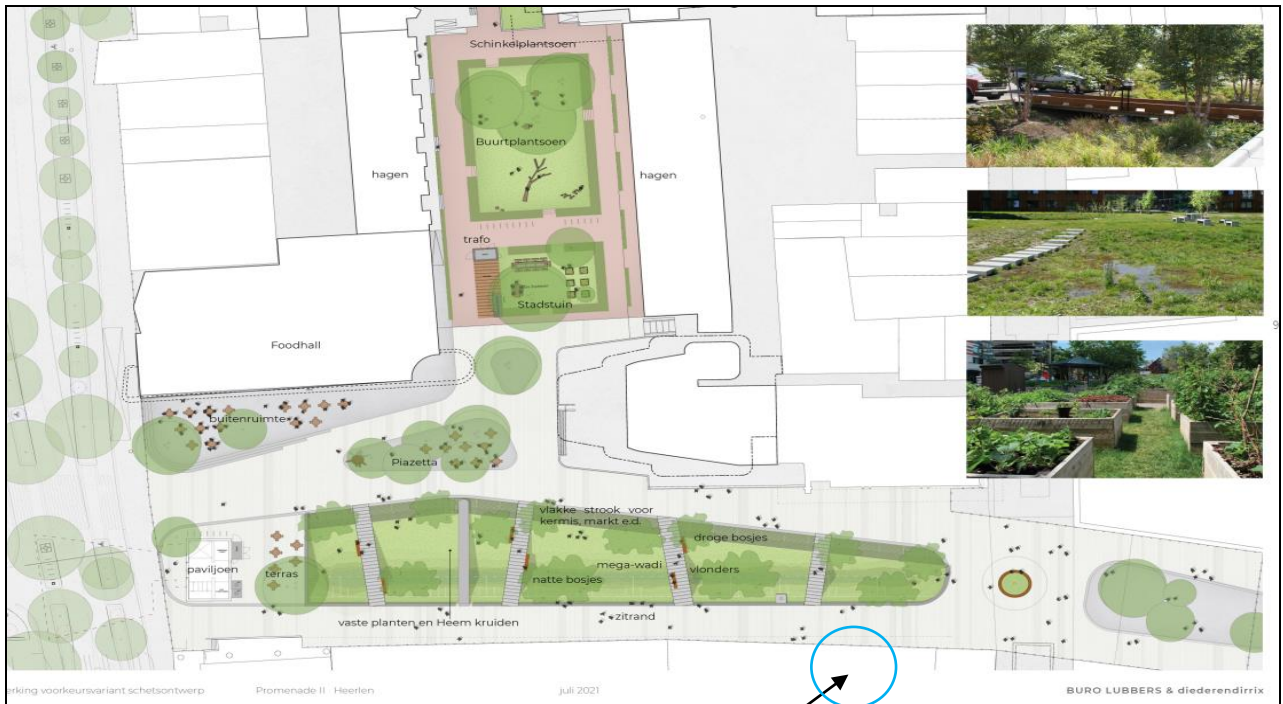 Schinkelplantsoen
Buurtplantsoen
hagen
hagen
trafo
Stadstuin
Foodhall
buitenruimte
Piazetta
vlakke strook voor
kermis, markt e.d.
droge bosjes
paviljoen
terras
mega-wadi
vlonders
natte bosjes
zitrand
vaste planten en Heem kruiden
erking voorkeursvariant schetsontwerp
Promenade II Heerlen
juli 2021
BURO LUBBERS & diederendirrix
9